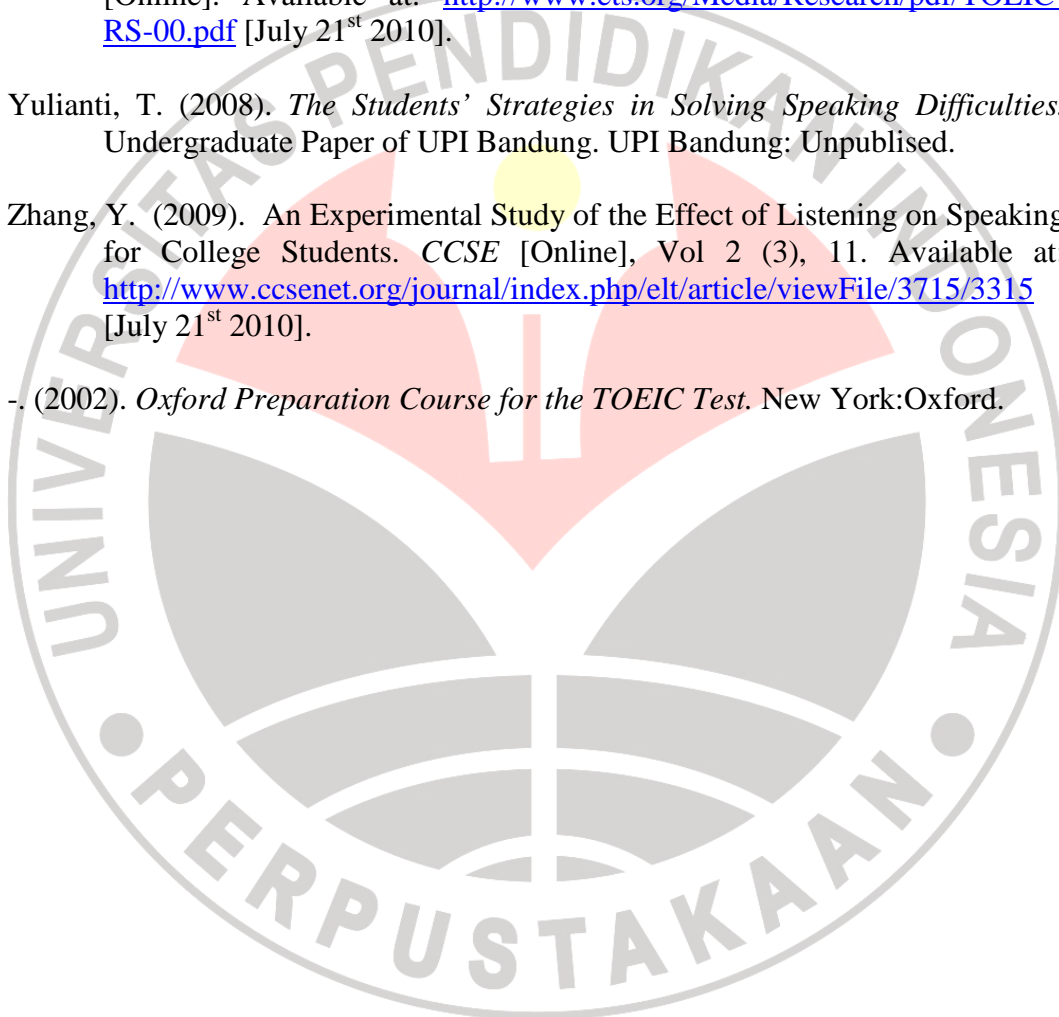 [Online]. Available at: http://www.ets.org/Media/Research/pdf/TOEIC-
RS-00.pdf [July 21st 2010].
Yulianti, T. (2008). The Students’ Strategies in Solving Speaking Difficulties.
Undergraduate Paper of UPI Bandung. UPI Bandung: Unpublised.
Zhang, Y. (2009). An Experimental Study of the Effect of Listening on Speaking
for College Students. CCSE [Online], Vol 2 (3), 11. Available at:
http://www.ccsenet.org/journal/index.php/elt/article/viewFile/3715/3315
[July 21st 2010].
-. (2002). Oxford Preparation Course for the TOEIC Test. New York:Oxford.
UNIVERSITAS PENDIDIKAN INDONESIA
PERPUSTAKAAN